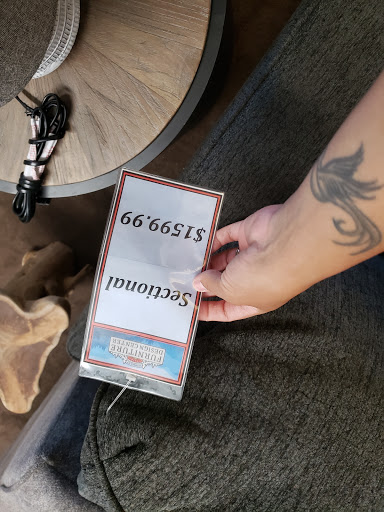 FURNITURE
DESIGN CENTER
Sectional
$1599.99